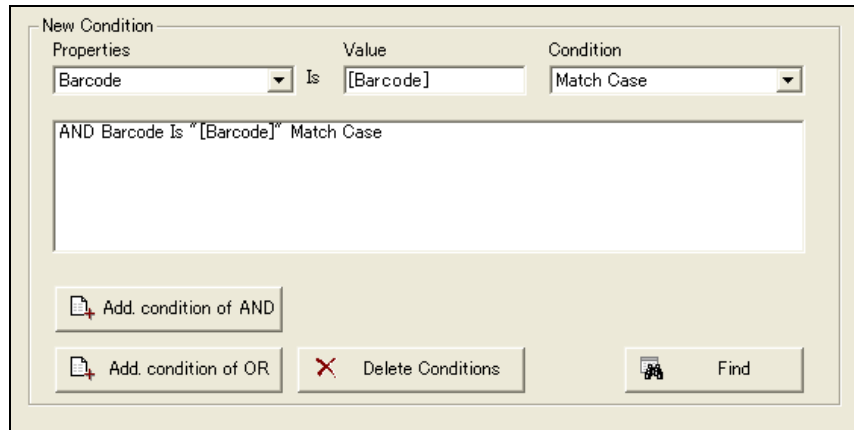 New Condition
Properties Value Condition
Barcode Is [Barcode] Match Case
AND Barcode Is "[Barcode]" Match Case
Add. condition of AND
Add. condition of OR Delete Conditions Find